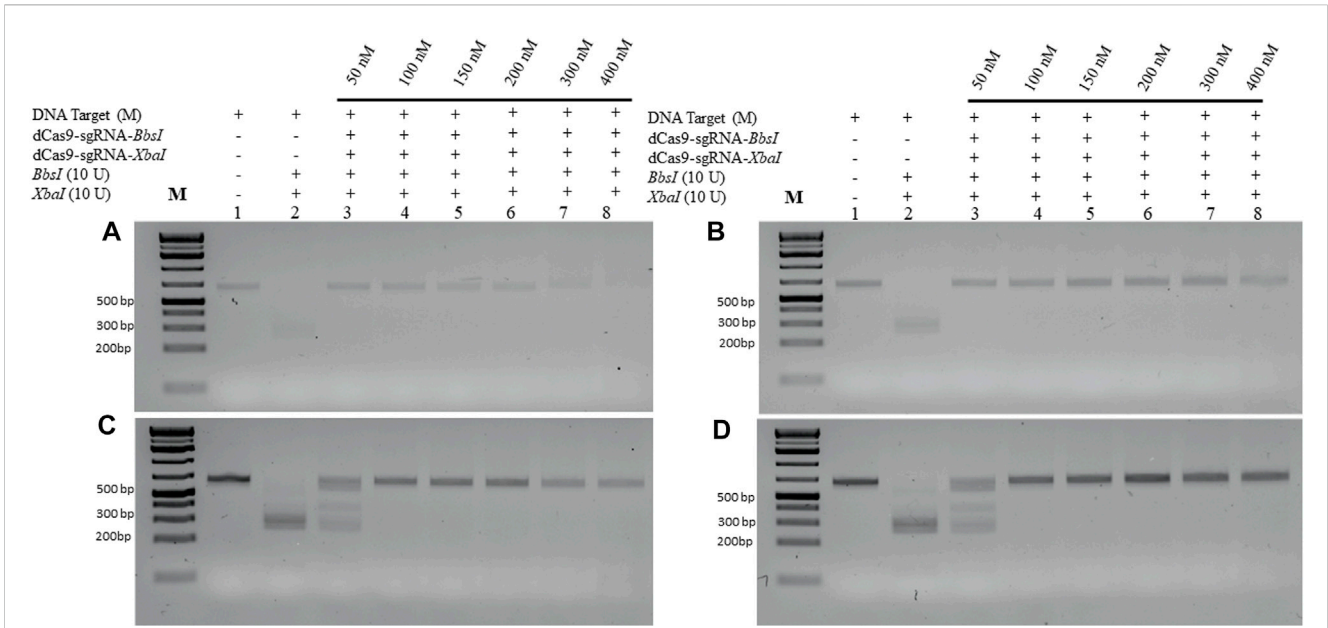 50 nM 100 nM 150 nM 200 nM 300 nM 400 nM
DNA Target (M) + + + + + + + +
dCas9-sgRNA-BbsI - - + + + + + +
dCas9-sgRNA-XbaI - - + + + + + +
BbsI (10 U) - + + + + + + +
XbaI (10 U) M - + + + + + + +
1 2 3 4 5 6 7 8
A
500 bp
300 bp
200bp
50 nM 100 nM 150 nM 200 nM 300 nM 400 nM
DNA Target (M) + + + + + + + +
dCas9-sgRNA-BbsI - - + + + + + +
dCas9-sgRNA-XbaI - - + + + + + +
BbsI (10 U) - + + + + + + +
XbaI (10 U) M - + + + + + + +
1 2 3 4 5 6 7 8
B
500 bp
300 bp
200bp
C
500 bp
300 bp
200bp
D
500 bp
300 bp
200bp